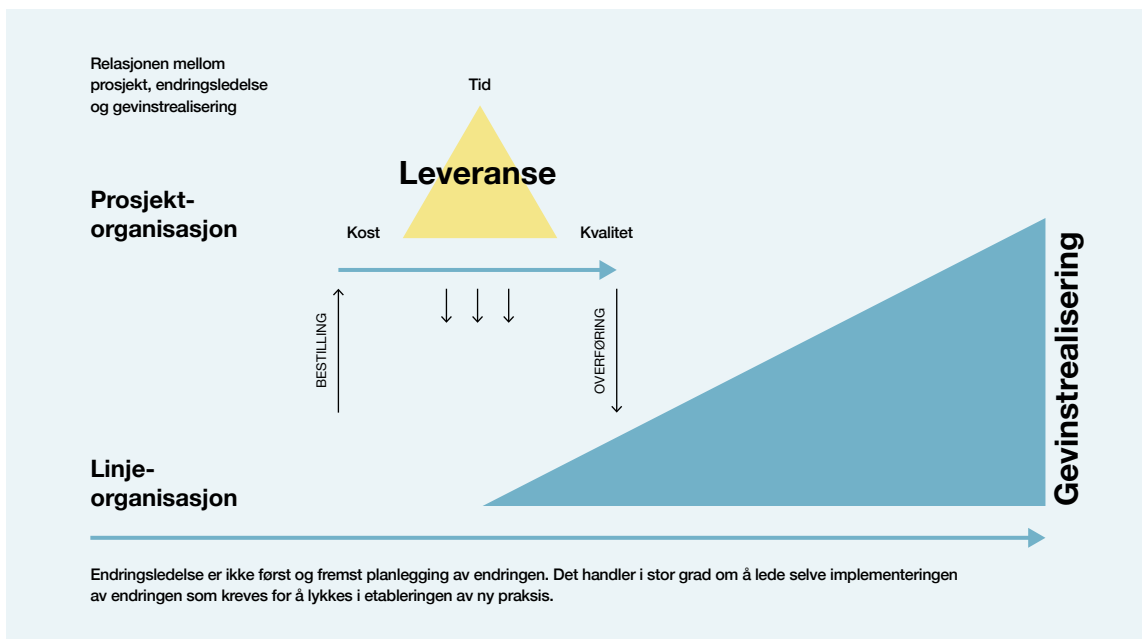 Relasjonen mellom
prosjekt, endringsledelse
og gevinstrealisering
Tid
Leveranse
Prosjekt-
organisasjon
Kost
Kvalitet
BESTILLING
OVERFØRING
Gevinstrealisering
Linje-
organisasjon
Endringsledelse er ikke først og fremst planlegging av endringen. Det handler i stor grad om å lede selve implementeringen
av endringen som kreves for å lykkes i etableringen av ny praksis.